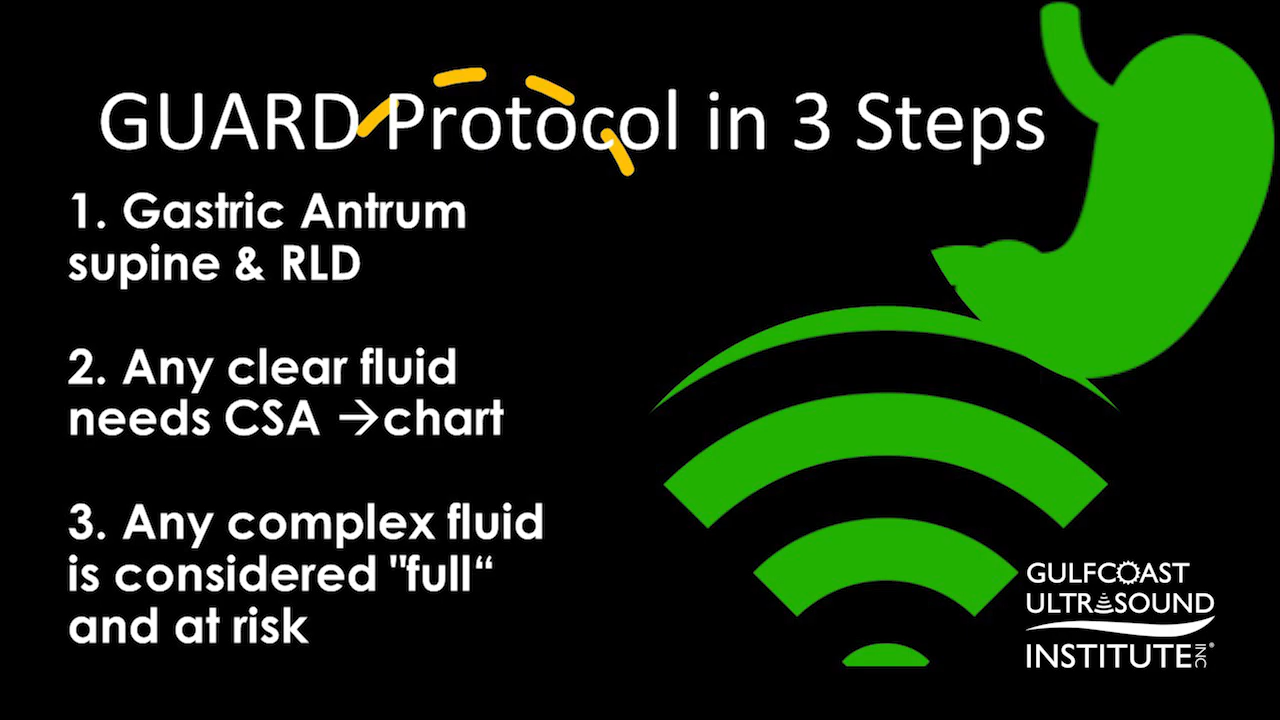 GUARD Protocol in 3 Steps
1. Gastric Antrum
supine & RLD
2. Any clear fluid
needs CSA →chart
3. Any complex fluid
is considered "full“
and at risk
GULFCOAST
ULTRASOUND
INSTITUTE INC®